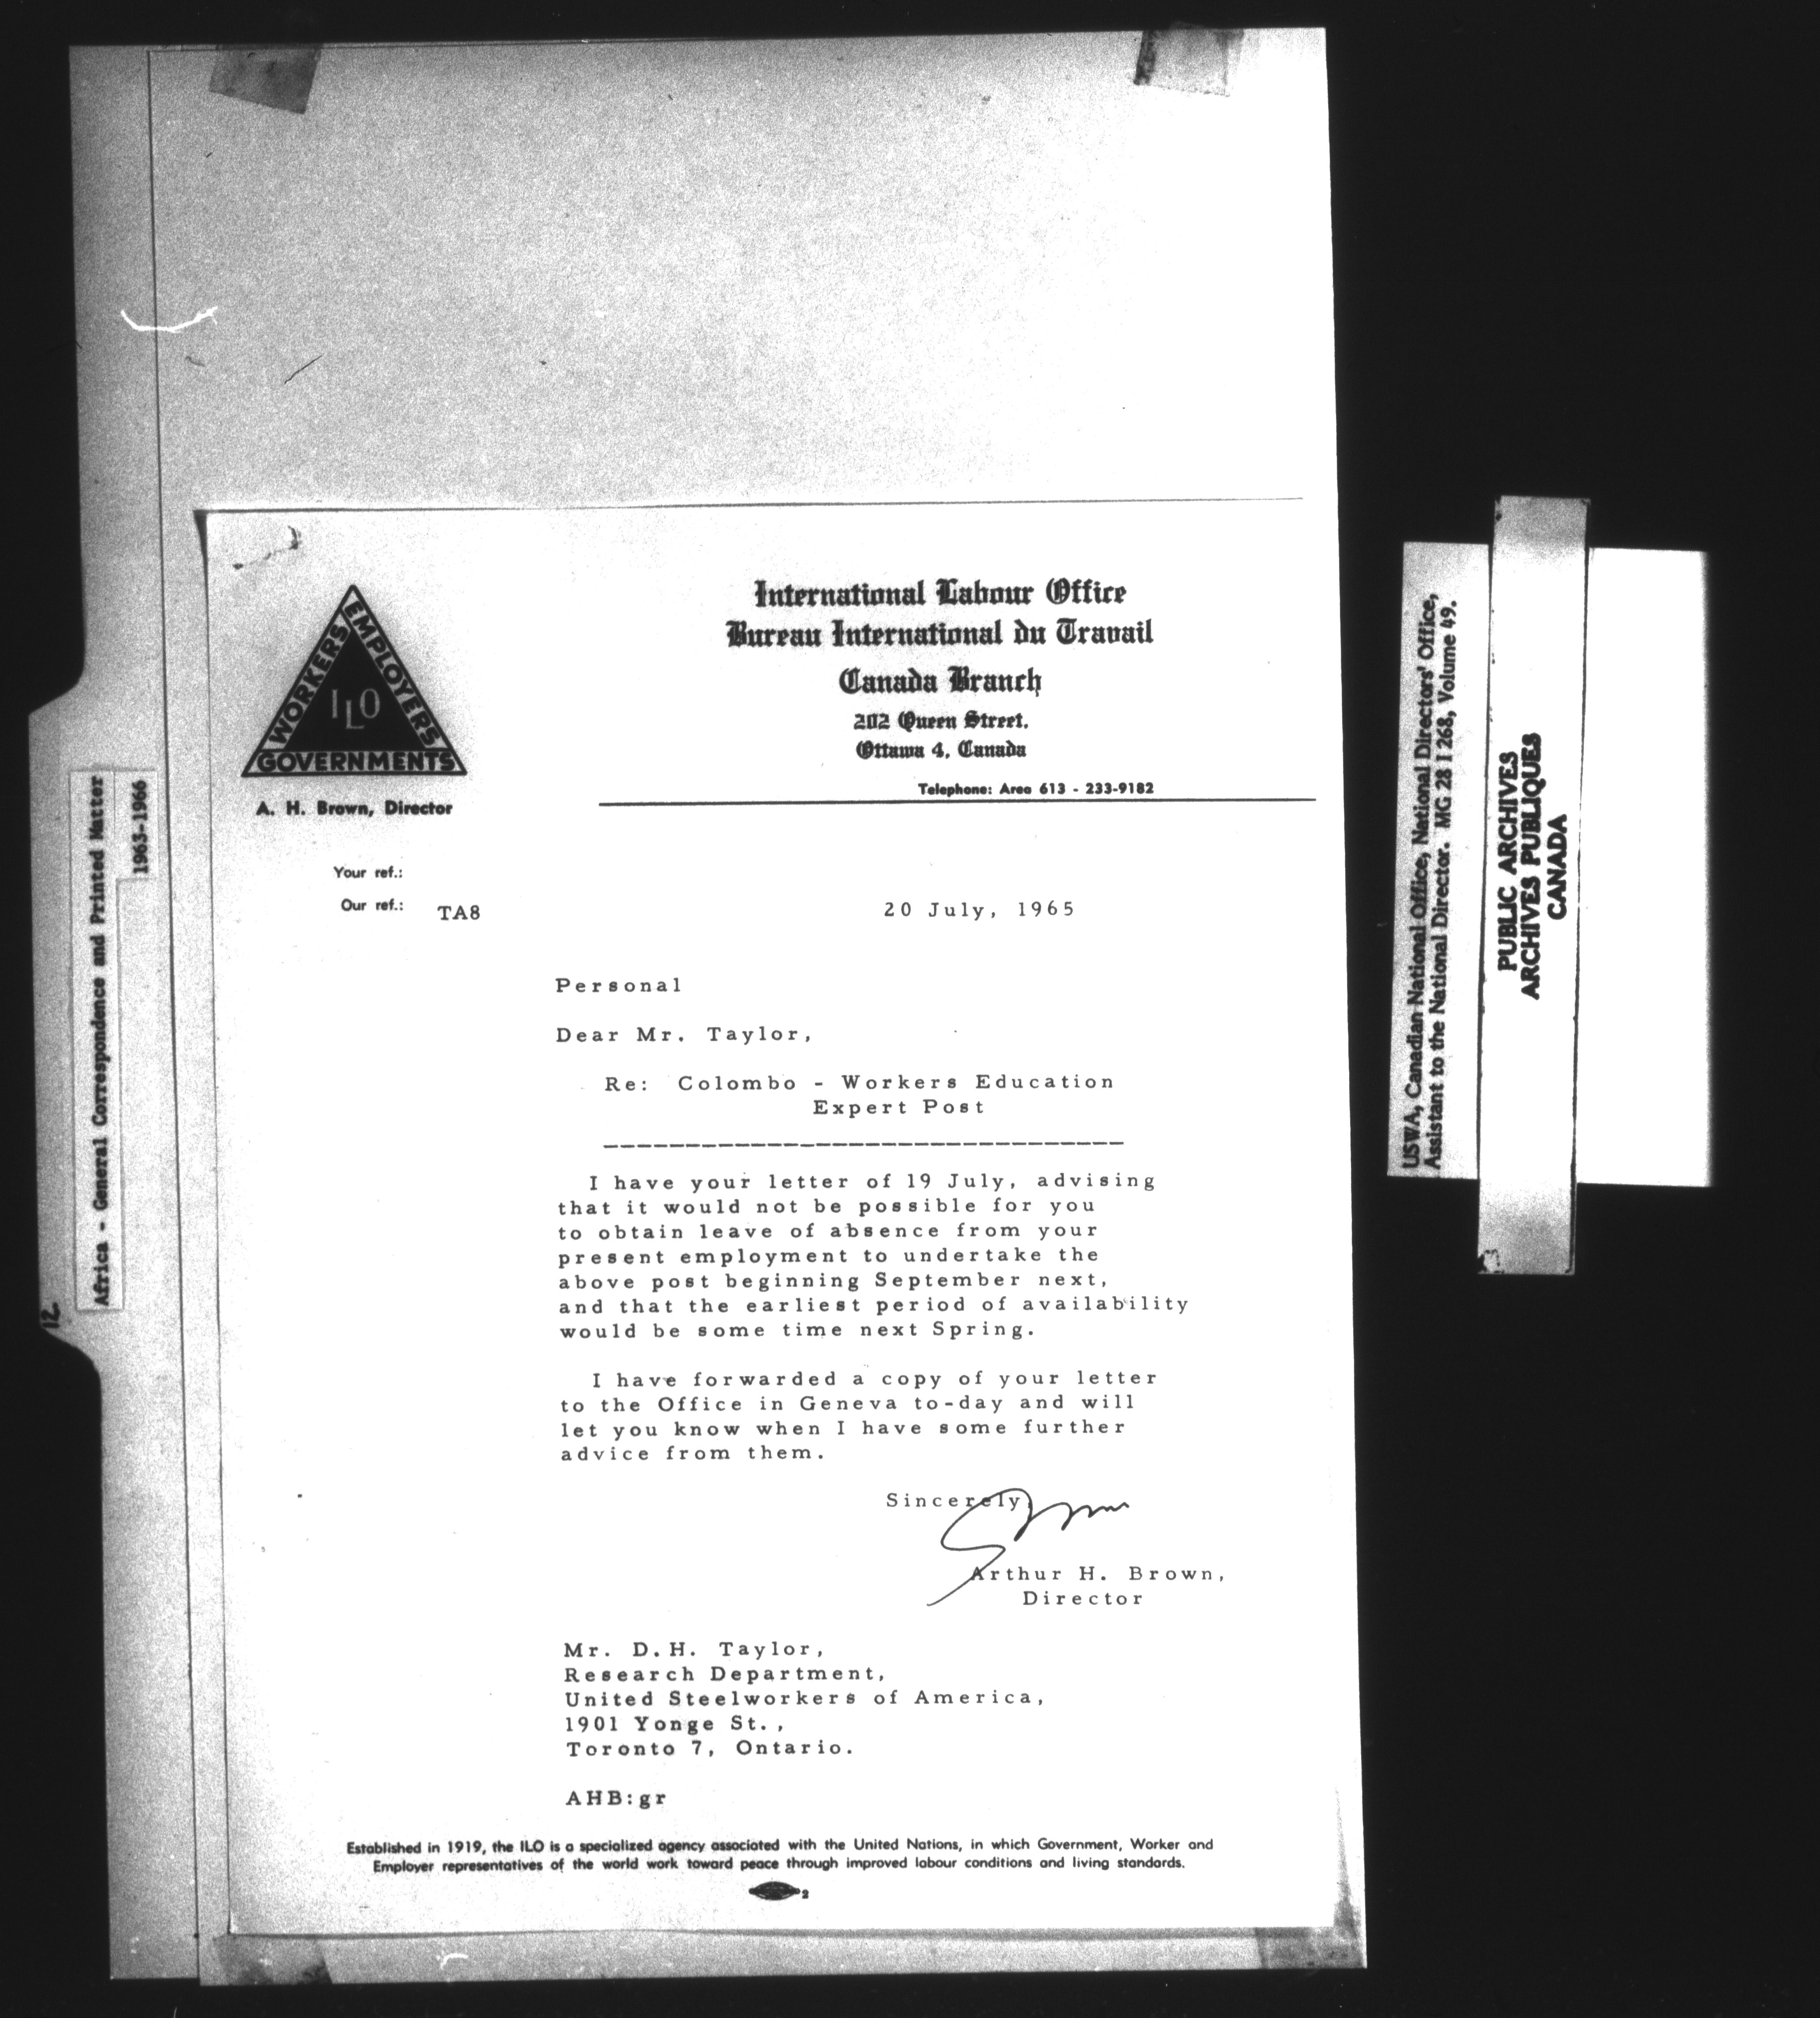 Africa - General Correspondence and Printed Matter
1963-1966
12
WORKERS
EMPLOYERS
ILO
GOVERNMENTS
A. H. Brown, Director
International Labour Office
Bureau International du Travail
Canada Branch
202 Queen Street.
Ottawa 4, Canada
Telephone: Area 613 - 233-9182
Your ref.:
Our ref.: TA8
20 July, 1965
Personal
Dear Mr. Taylor,
Re: Colombo - Workers Education
Expert Post
I have your letter of 19 July, advising
that it would not be possible for you
to obtain leave of absence from your
present employment to undertake the
above post beginning September next,
and that the earliest period of availability
would be some time next Spring.
I have forwarded a copy of your letter
to the Office in Geneva to-day and will
let you know when I have some further
advice from them.
Sincerely,
Arthur H. Brown,
Director
Mr. D.H. Taylor,
Research Department,
United Steelworkers of America,
1901 Yonge St.,
Toronto 7, Ontario.
AHB:gr
Established in 1919, the ILO is a specialized agency associated with the United Nations, in which Government, Worker and
Employer representatives of the world work toward peace through improved labour conditions and living standards.
2
USWA, Canadian National Office, National Directors' Office,
Assistant to the National Director. MG 28 I 268, Volume 49.
PUBLIC ARCHIVES
ARCHIVES PUBLIQUES
CANADA